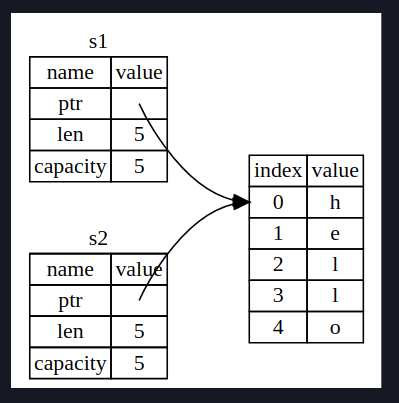 s1
name value
ptr
len 5
capacity 5
s2
name value
ptr
len 5
capacity 5
index value
0 h
1 e
2 l
3 l
4 o